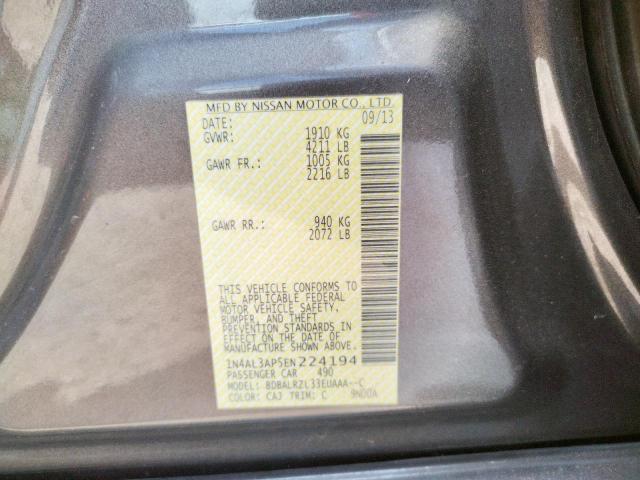 MFD BY NISSAN MOTOR CO., LTD
DATE: 09/13
GVWR: 1910 KG
4211 LB
GAWR FR.: 1005 KG
2216 LB
GAWR RR.: 940 KG
2072 LB
THIS VEHICLE CONFORMS TO
ALL APPLICABLE FEDERAL
MOTOR VEHICLE SAFETY,
BUMPER, AND THEFT
PREVENTION STANDARDS IN
EFFECT ON THE DATE OF
MANUFACTURE SHOWN ABOVE.
1N4AL3AP5EN224194
PASSENGER CAR 490
MODEL: BDBALRZL33EUAAA--C
COLOR: CAJ TRIM: C 9ND0A